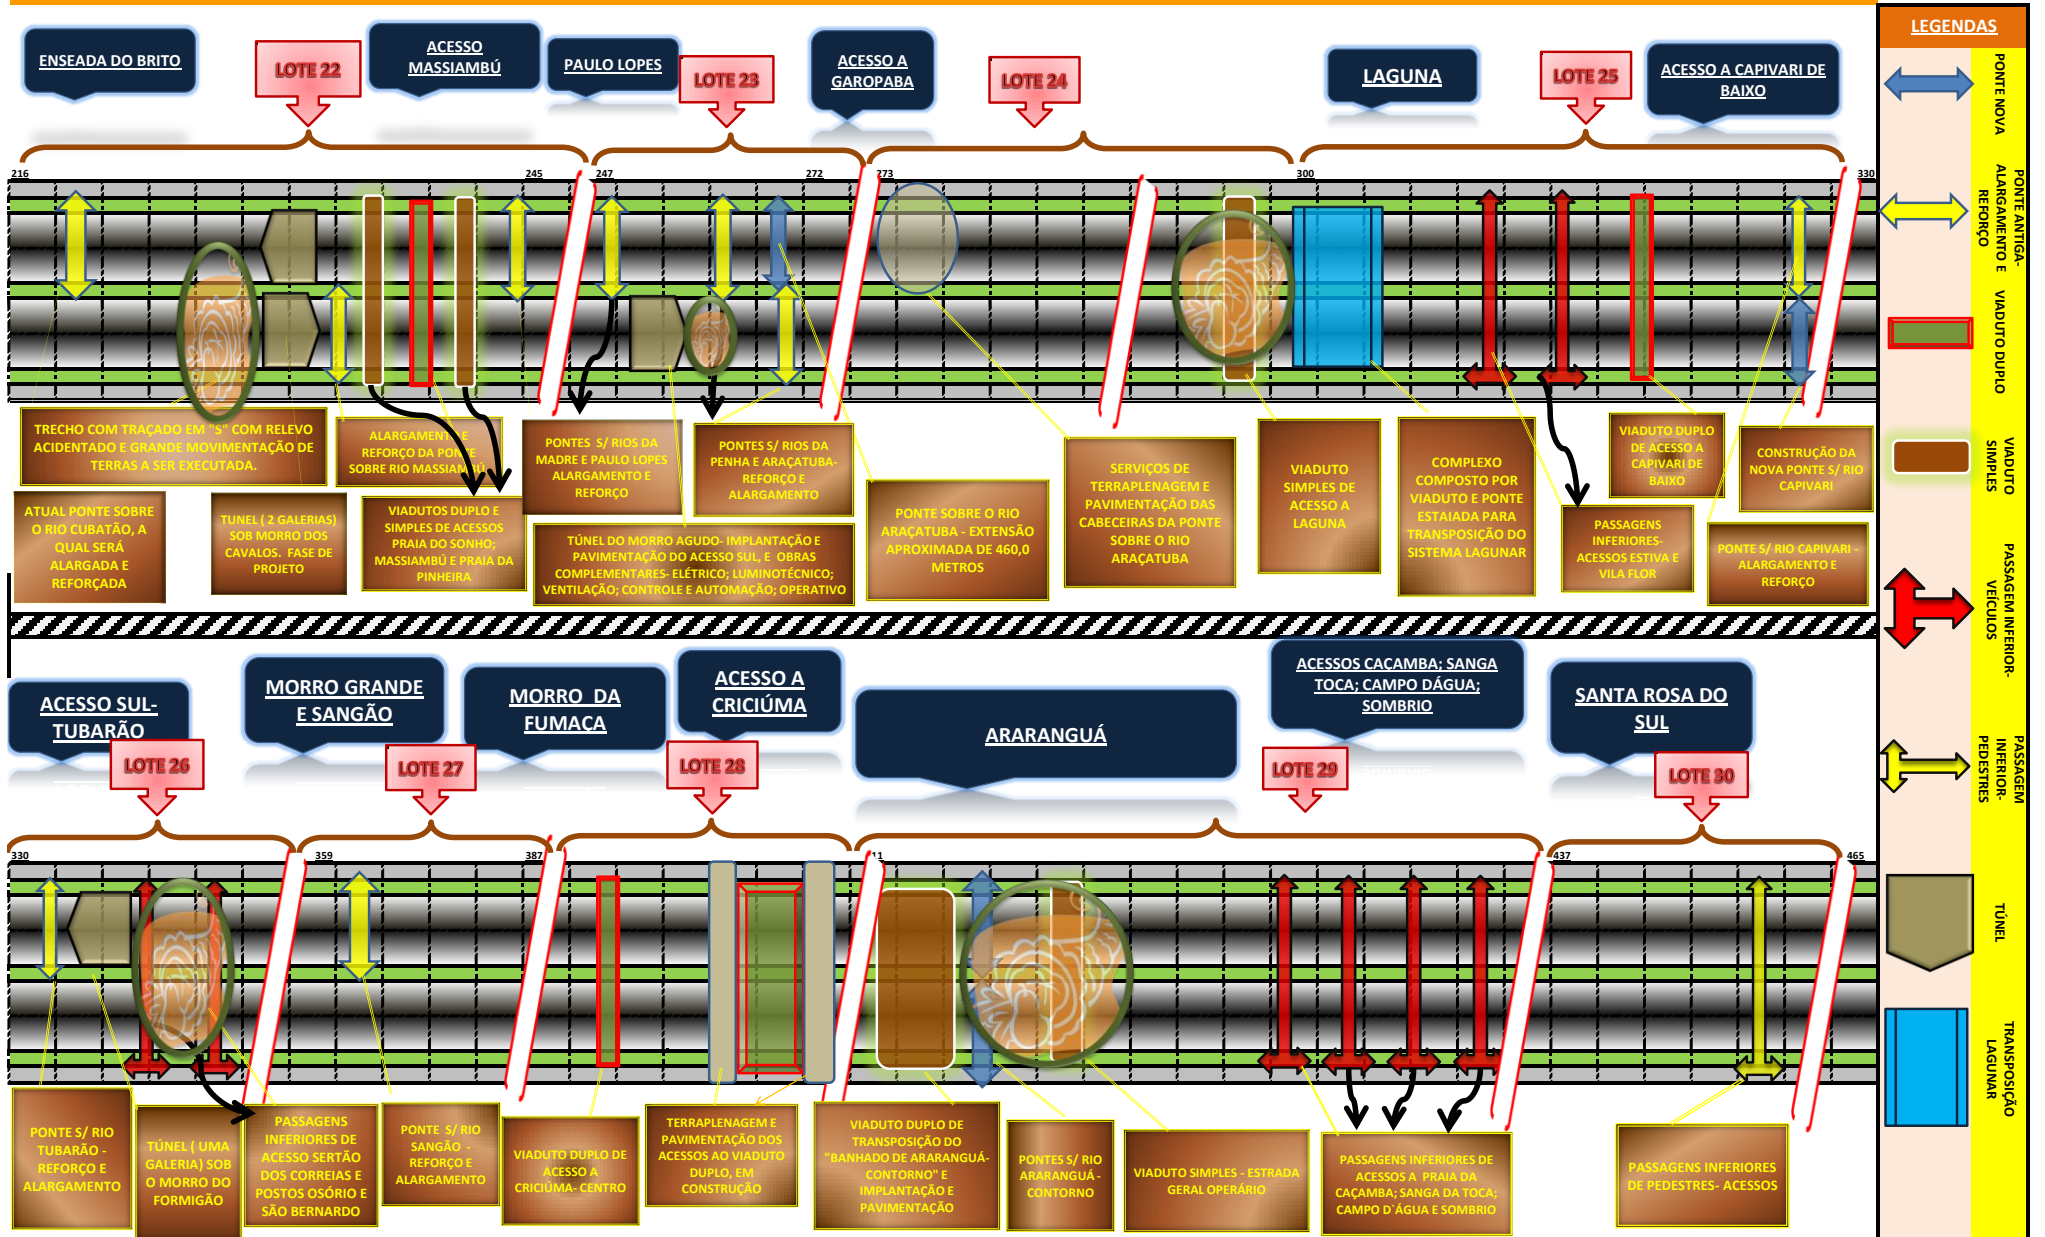 ENSEADA DO BRITO
LOTE 22
ACESSO
MASSIAMBÚ
PAULO LOPES
LOTE 23
ACESSO A
GAROPABA
LOTE 24
LAGUNA
LOTE 25
ACESSO A CAPIVARI DE
BAIXO
216
245
247
272
273
300
330
TRECHO COM TRAÇADO EM "S" COM RELEVO
ACIDENTADO E GRANDE MOVIMENTAÇÃO DE
TERRAS A SER EXECUTADA.
ATUAL PONTE SOBRE
O RIO CUBATÃO, A
QUAL SERÁ
ALARGADA E
REFORÇADA
TUNEL ( 2 GALERIAS)
SOB MORRO DOS
CAVALOS. FASE DE
PROJETO
ALARGAMENTO E
REFORÇO DA PONTE
SOBRE RIO MASSIAMBÚ
VIADUTOS DUPLO E
SIMPLES DE ACESSOS
PRAIA DO SONHO;
MASSIAMBÚ E PRAIA DA
PINHEIRA
PONTES S/ RIOS DA
MADRE E PAULO LOPES
ALARGAMENTO E
REFORÇO
PONTES S/ RIOS DA
PENHA E ARAÇATUBA-
REFORÇO E
ALARGAMENTO
TÚNEL DO MORRO AGUDO- IMPLANTAÇÃO E
PAVIMENTAÇÃO DO ACESSO SUL, E OBRAS
COMPLEMENTARES- ELÉTRICO; LUMINOTÉCNICO;
VENTILAÇÃO; CONTROLE E AUTOMAÇÃO; OPERATIVO
PONTE SOBRE O RIO
ARAÇATUBA - EXTENSÃO
APROXIMADA DE 460,0
METROS
SERVIÇOS DE
TERRAPLENAGEM E
PAVIMENTAÇÃO DAS
CABECEIRAS DA PONTE
SOBRE O RIO
ARAÇATUBA
VIADUTO
SIMPLES DE
ACESSO A
LAGUNA
COMPLEXO
COMPOSTO POR
VIADUTO E PONTE
ESTAIADA PARA
TRANSPOSIÇÃO DO
SISTEMA LAGUNAR
PASSAGENS
INFERIORES-
ACESSOS ESTIVA E
VILA FLOR
VIADUTO DUPLO
DE ACESSO A
CAPIVARI DE
BAIXO
CONSTRUÇÃO DA
NOVA PONTE S/ RIO
CAPIVARI
PONTE S/ RIO CAPIVARI -
ALARGAMENTO E
REFORÇO
ACESSO SUL-
TUBARÃO
LOTE 26
MORRO GRANDE
E SANGÃO
LOTE 27
MORRO DA
FUMAÇA
ACESSO A
CRICIÚMA
LOTE 28
ARARANGUÁ
ACESSOS CAÇAMBA; SANGA
TOCA; CAMPO DÁGUA;
SOMBRIO
LOTE 29
SANTA ROSA DO
SUL
LOTE 30
330
359
387
11
437
465
PONTE S/ RIO
TUBARÃO -
REFORÇO E
ALARGAMENTO
TÚNEL ( UMA
GALERIA) SOB
O MORRO DO
FORMIGÃO
PASSAGENS
INFERIORES DE
ACESSO SERTÃO
DOS CORREIAS E
POSTOS OSÓRIO E
SÃO BERNARDO
PONTE S/ RIO
SANGÃO -
REFORÇO E
ALARGAMENTO
VIADUTO DUPLO DE
ACESSO A
CRICIÚMA- CENTRO
TERRAPLENAGEM E
PAVIMENTAÇÃO DOS
ACESSOS AO VIADUTO
DUPLO, EM
CONSTRUÇÃO
VIADUTO DUPLO DE
TRANSPOSIÇÃO DO
"BANHADO DE ARARANGUÁ-
CONTORNO" E
IMPLANTAÇÃO E
PAVIMENTAÇÃO
PONTES S/ RIO
ARARANGUÁ -
CONTORNO
VIADUTO SIMPLES - ESTRADA
GERAL OPERÁRIO
PASSAGENS INFERIORES DE
ACESSOS A PRAIA DA
CAÇAMBA; SANGA DA TOCA;
CAMPO D`ÁGUA E SOMBRIO
PASSAGENS INFERIORES
DE PEDESTRES- ACESSOS
LEGENDAS
PONTE NOVA
PONTE ANTIGA-
ALARGAMENTO E
REFORÇO
VIADUTO DUPLO
VIADUTO
SIMPLES
PASSAGEM INFERIOR-
VEÍCULOS
PASSAGEM
INFERIOR-
PEDESTRES
TÚNEL
TRANSPOSIÇÃO
LAGUNAR